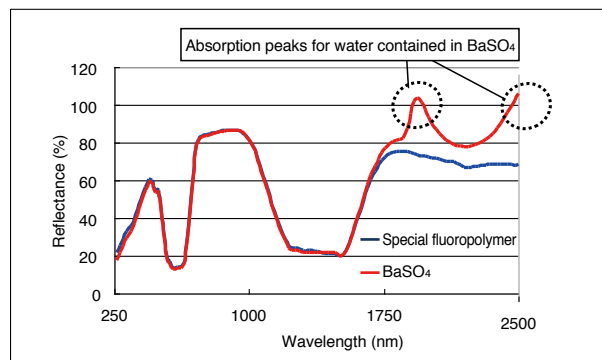 Absorption peaks for water contained in BaSO₄
120
100
80
60
40
20
0
Reflectance (%)
Special fluoropolymer
BaSO₄
250
1000
1750
2500
Wavelength (nm)